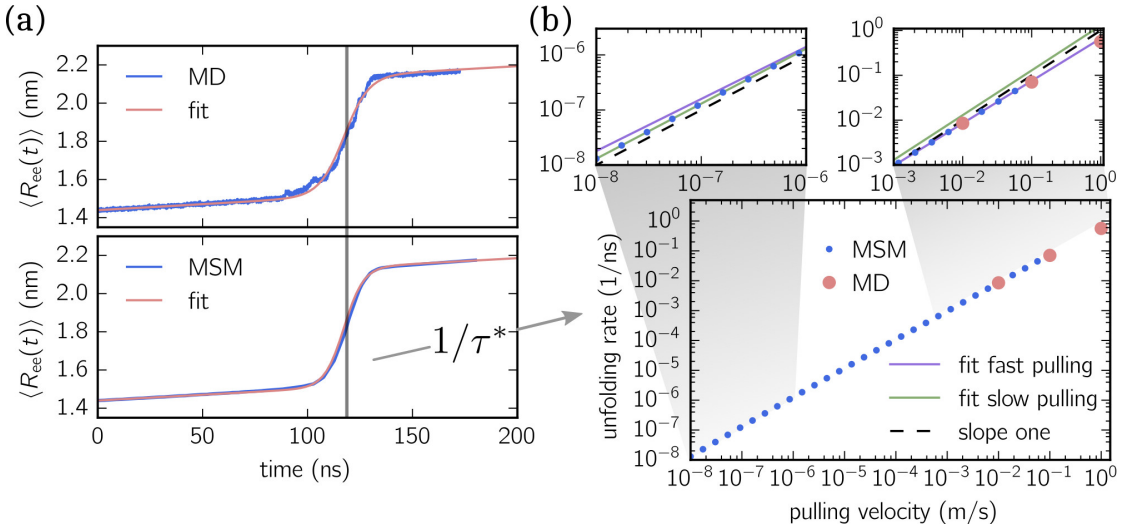 (a)
⟨R_ee(t)⟩ (nm)
2.2
2.0
1.8
1.6
1.4
MD
fit
⟨R_ee(t)⟩ (nm)
2.2
2.0
1.8
1.6
1.4
MSM
fit
0 50 100 150 200
time (ns)
1/τ*
(b)
10⁻⁶
10⁻⁷
10⁻⁸
10⁻⁸ 10⁻⁷ 10⁻⁶
10⁰
10⁻¹
10⁻²
10⁻³
10⁻³ 10⁻² 10⁻¹ 10⁰
unfolding rate (1/ns)
10⁰
10⁻¹
10⁻²
10⁻³
10⁻⁴
10⁻⁵
10⁻⁶
10⁻⁷
10⁻⁸
MSM
MD
fit fast pulling
fit slow pulling
slope one
10⁻⁸ 10⁻⁷ 10⁻⁶ 10⁻⁵ 10⁻⁴ 10⁻³ 10⁻² 10⁻¹ 10⁰
pulling velocity (m/s)